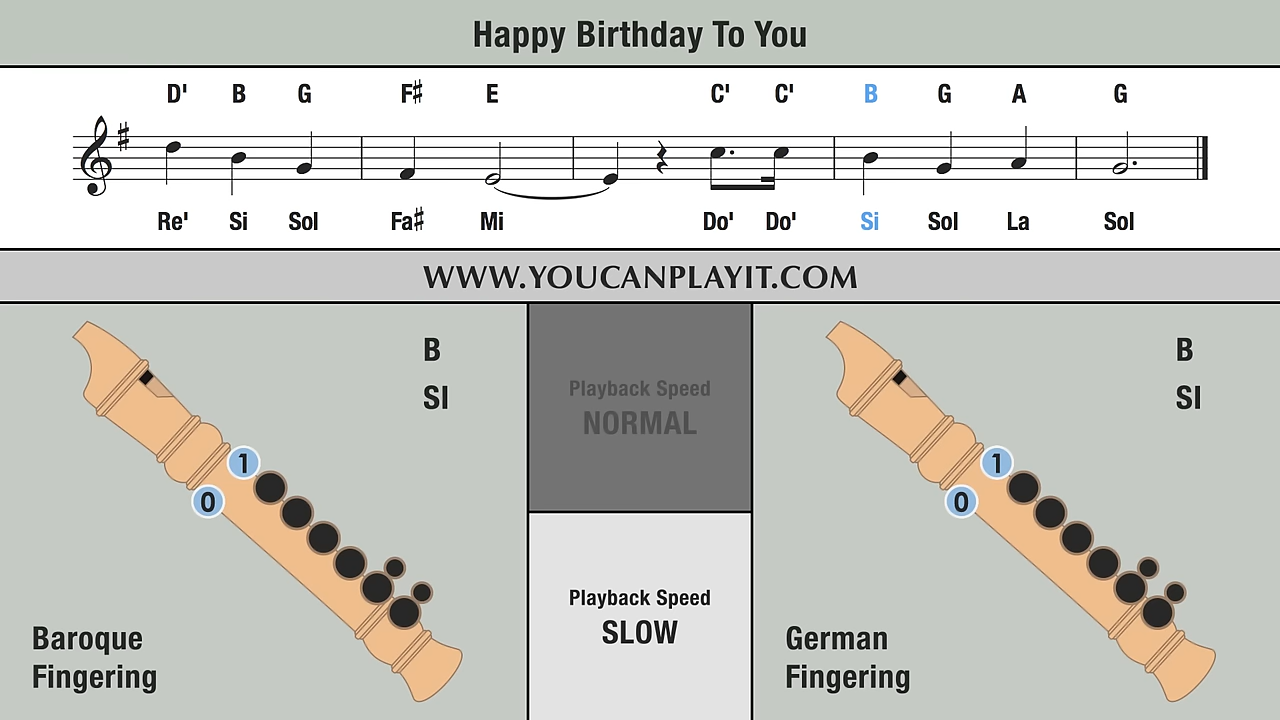 Happy Birthday To You
D' B G F♯ E C' C' B G A G
Re' Si Sol Fa♯ Mi Do' Do' Si Sol La Sol
WWW.YOUCANPLAYIT.COM
B
SI
1
0
Baroque
Fingering
Playback Speed
NORMAL
Playback Speed
SLOW
B
SI
1
0
German
Fingering